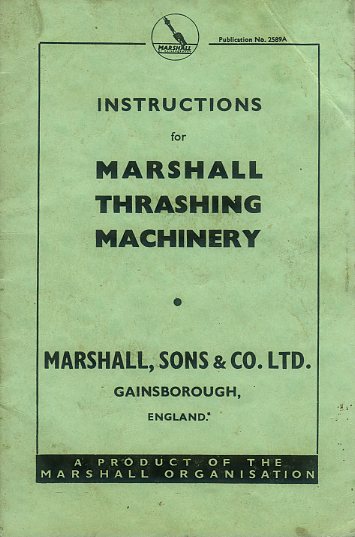 MARSHALL
Publication No. 2589A
INSTRUCTIONS
for
MARSHALL
THRASHING
MACHINERY
MARSHALL, SONS & CO. LTD.
GAINSBOROUGH,
ENGLAND.
A PRODUCT OF THE
MARSHALL ORGANISATION